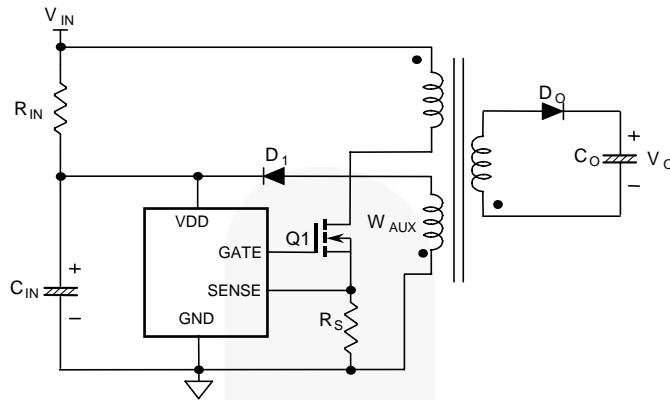 V IN
R IN
D O
+
C O
V O
−
D 1
VDD
Q1
W AUX
GATE
+
C IN
−
SENSE
GND
R S